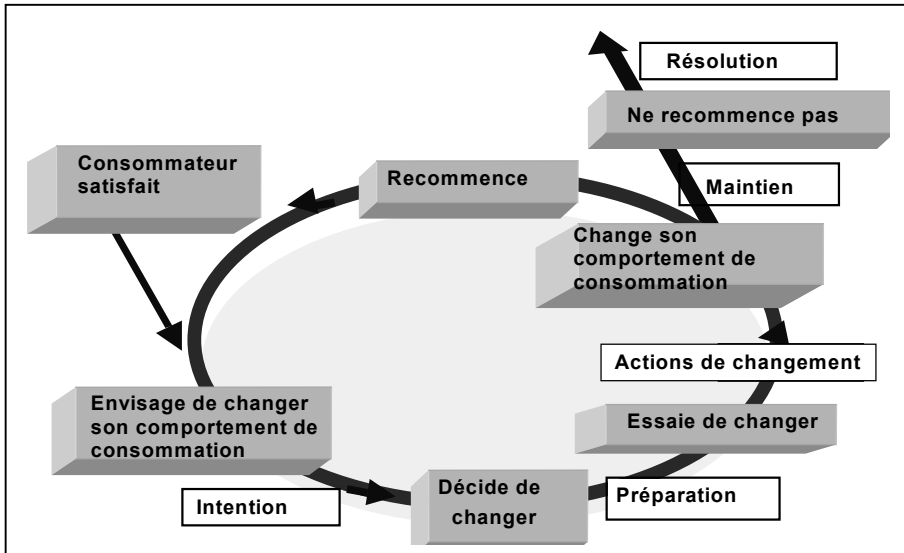 Résolution
Ne recommence pas
Consommateur
satisfait
Recommence
Maintien
Change son
comportement de
consommation
Actions de changement
Envisage de changer
son comportement de
consommation
Essaie de changer
Intention
Décide de
changer
Préparation